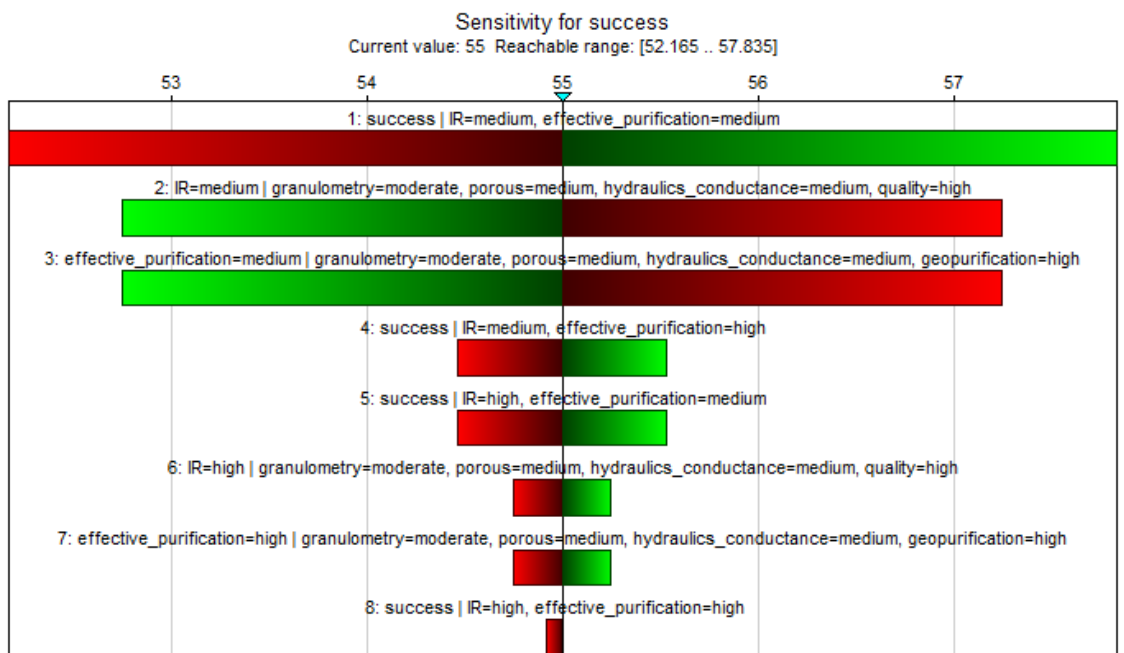 Sensitivity for success
Current value: 55 Reachable range: [52.165 .. 57.835]
53 54 55 56 57
1: success | IR=medium, effective_purification=medium
2: IR=medium | granulometry=moderate, porous=medium, hydraulics_conductance=medium, quality=high
3: effective_purification=medium | granulometry=moderate, porous=medium, hydraulics_conductance=medium, geopurification=high
4: success | IR=medium, effective_purification=high
5: success | IR=high, effective_purification=medium
6: IR=high | granulometry=moderate, porous=medium, hydraulics_conductance=medium, quality=high
7: effective_purification=high | granulometry=moderate, porous=medium, hydraulics_conductance=medium, geopurification=high
8: success | IR=high, effective_purification=high